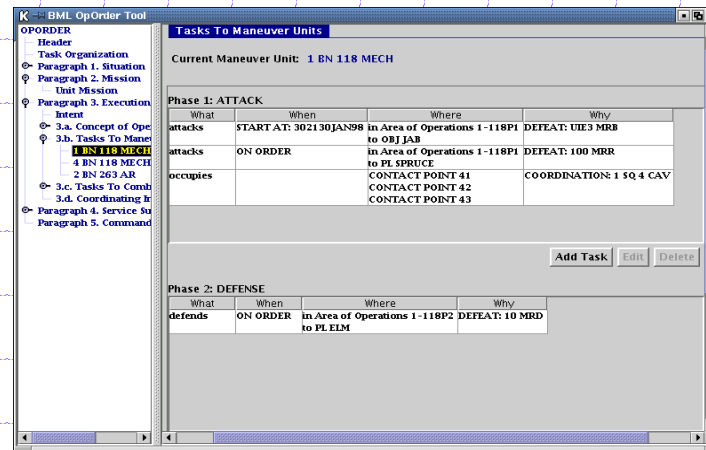 BML OpOrder Tool
OPORDER
Header
Task Organization
Paragraph 1. Situation
Paragraph 2. Mission
Unit Mission
Paragraph 3. Execution
Intent
3.a. Concept of Ope
3.b. Tasks To Maneu
1 BN 118 MECH
4 BN 118 MECH
2 BN 263 AR
3.c. Tasks To Comb
3.d. Coordinating In
Paragraph 4. Service Su
Paragraph 5. Command
Tasks To Maneuver Units
Current Maneuver Unit: 1 BN 118 MECH
Phase 1: ATTACK
What When Where Why
attacks START AT: 302130JAN98 in Area of Operations 1-118P1 DEFEAT: UIE3 MRB
to OBJ JAB
attacks ON ORDER in Area of Operations 1-118P1 DEFEAT: 100 MRR
to PL SPRUCE
occupies CONTACT POINT 41 COORDINATION: 1 SQ 4 CAV
CONTACT POINT 42
CONTACT POINT 43
Add Task Edit Delete
Phase 2: DEFENSE
What When Where Why
defends ON ORDER in Area of Operations 1-118P2 DEFEAT: 10 MRD
to PL ELM